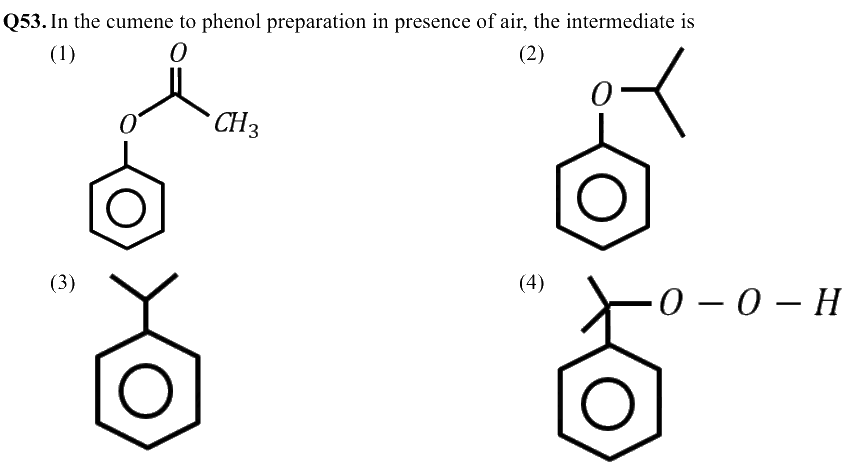 Q53. In the cumene to phenol preparation in presence of air, the intermediate is
(1)
O
O
CH3
(2)
O
(3)
(4)
O – O – H